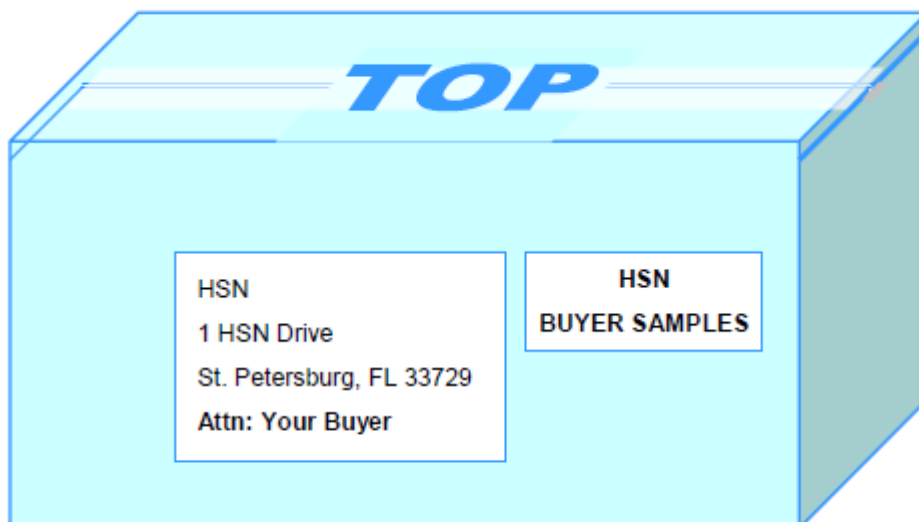 TOP
HSN
1 HSN Drive
St. Petersburg, FL 33729
Attn: Your Buyer
HSN
BUYER SAMPLES